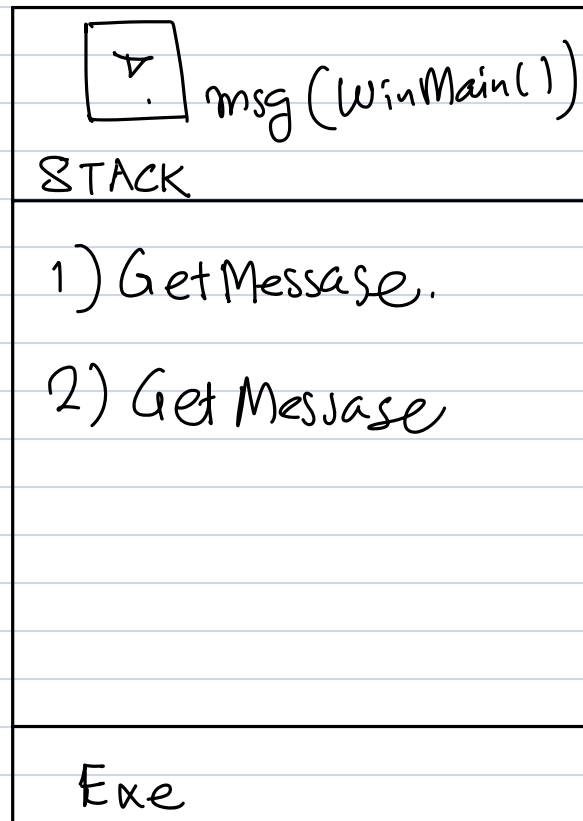 msg (WinMain())
STACK
1) GetMessase.
2) Get Messase
Exe